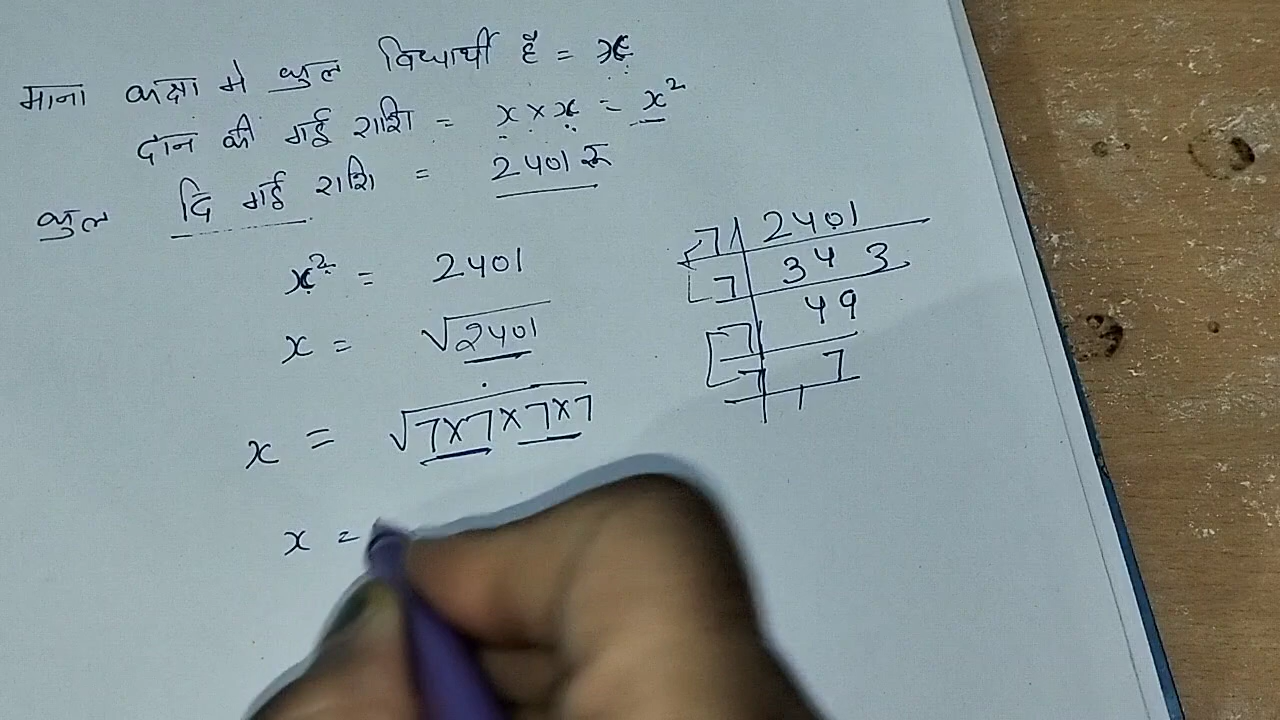 माना कक्षा मे कुल विधार्थी है = x
दान की गई राशि = x × x = x²
कुल दि गई राशि = 2401 रू
x² = 2401
x = √2401
x = √7×7×7×7
x =
7 | 2401
7 | 343
7 | 49
7 | 7
1